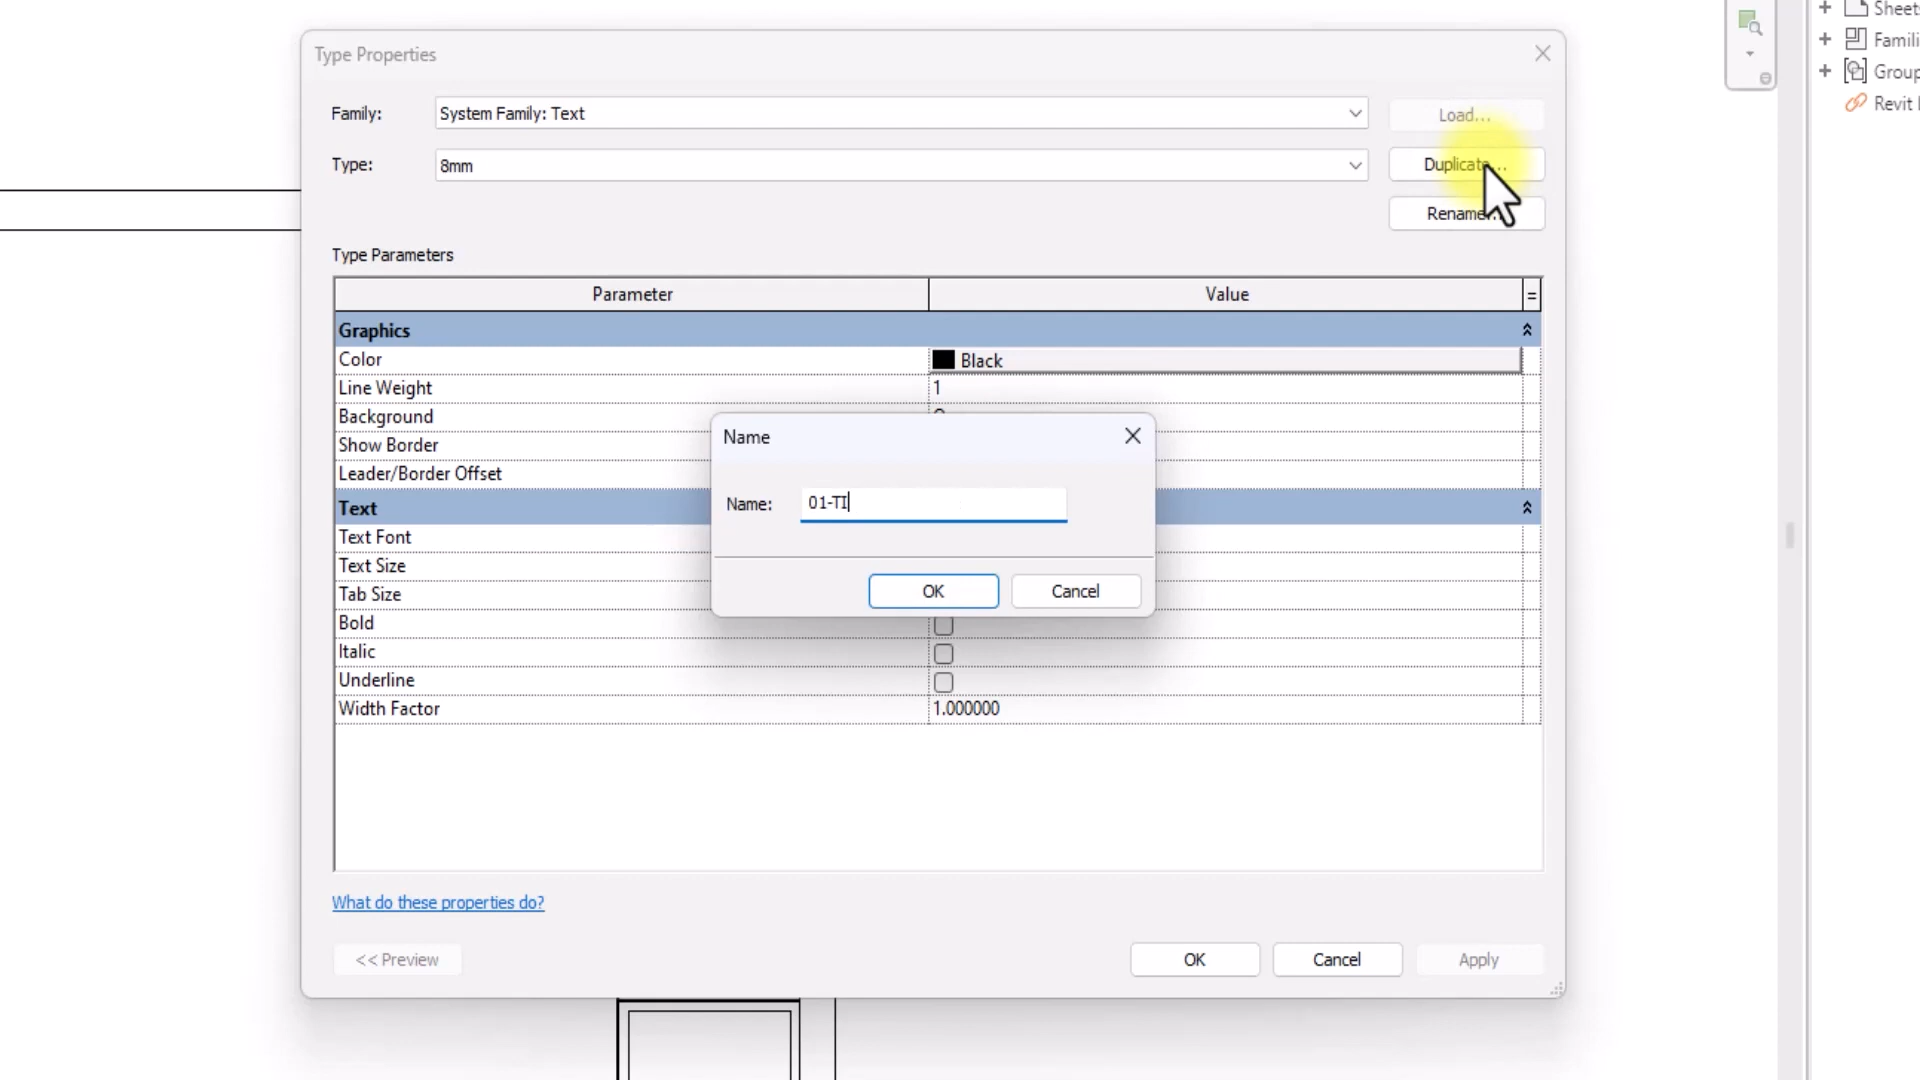 Type Properties
Family: System Family: Text Load...
Type: 8mm Duplicate...
Rename...
Type Parameters
Parameter Value =
Graphics
Color Black
Line Weight 1
Background
Show Border
Leader/Border Offset
Text
Text Font
Text Size
Tab Size
Bold
Italic
Underline
Width Factor 1.000000
Name
Name: 01-TI
OK Cancel
What do these properties do?
<< Preview OK Cancel Apply
Sheets
Famili
Group
Revit